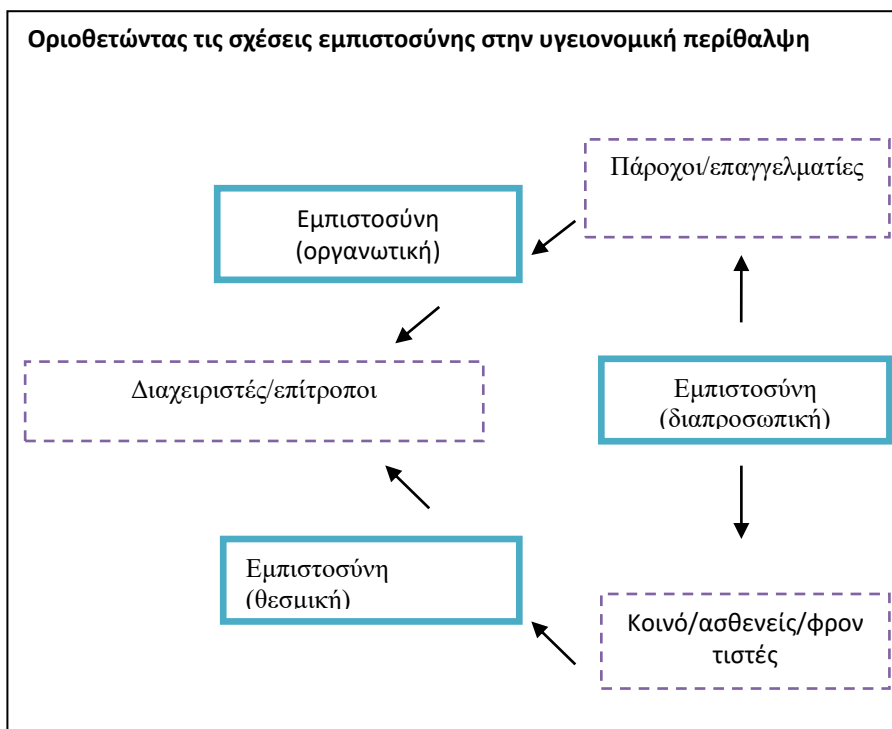 Οριοθετώντας τις σχέσεις εμπιστοσύνης στην υγειονομική περίθαλψη
Πάροχοι/επαγγελματίες
Εμπιστοσύνη
(οργανωτική)
Διαχειριστές/επίτροποι
Εμπιστοσύνη
(διαπροσωπική)
Εμπιστοσύνη
(θεσμική)
Κοινό/ασθενείς/φρον
τιστές